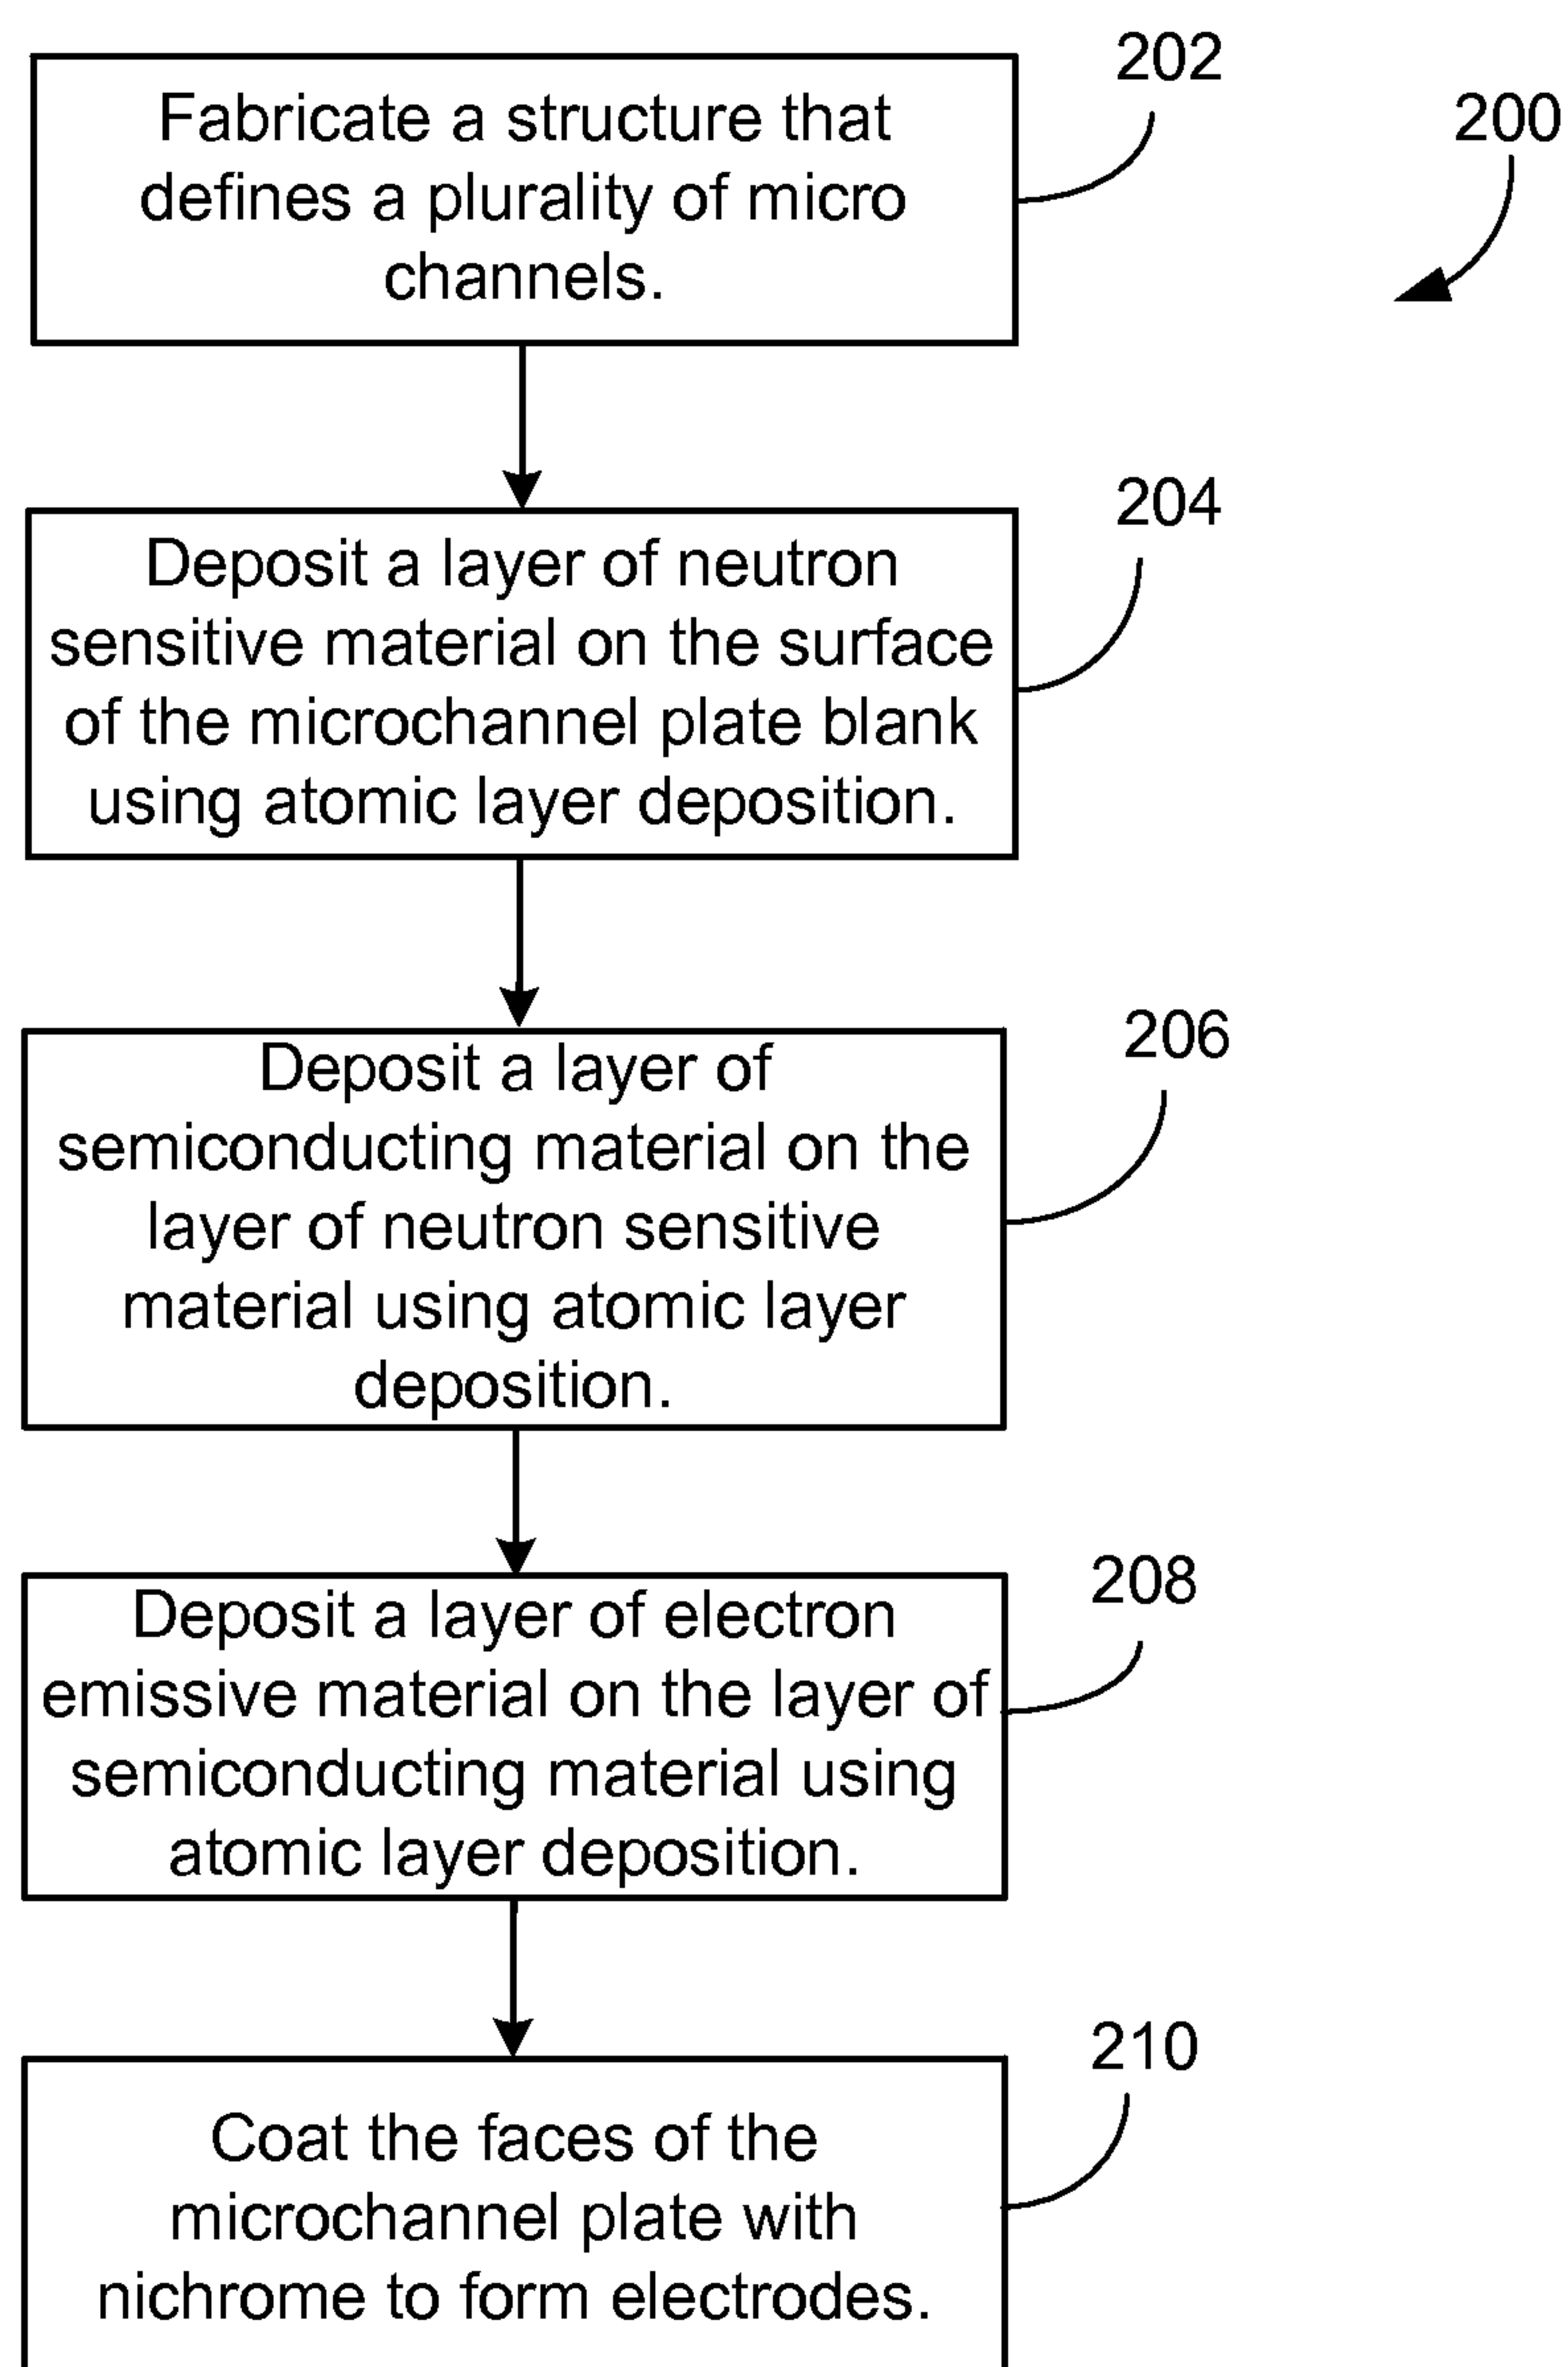 202
200
Fabricate a structure that
defines a plurality of micro
channels.
204
Deposit a layer of neutron
sensitive material on the surface
of the microchannel plate blank
using atomic layer deposition.
206
Deposit a layer of
semiconducting material on the
layer of neutron sensitive
material using atomic layer
deposition.
208
Deposit a layer of electron
emissive material on the layer of
semiconducting material using
atomic layer deposition.
210
Coat the faces of the
microchannel plate with
nichrome to form electrodes.